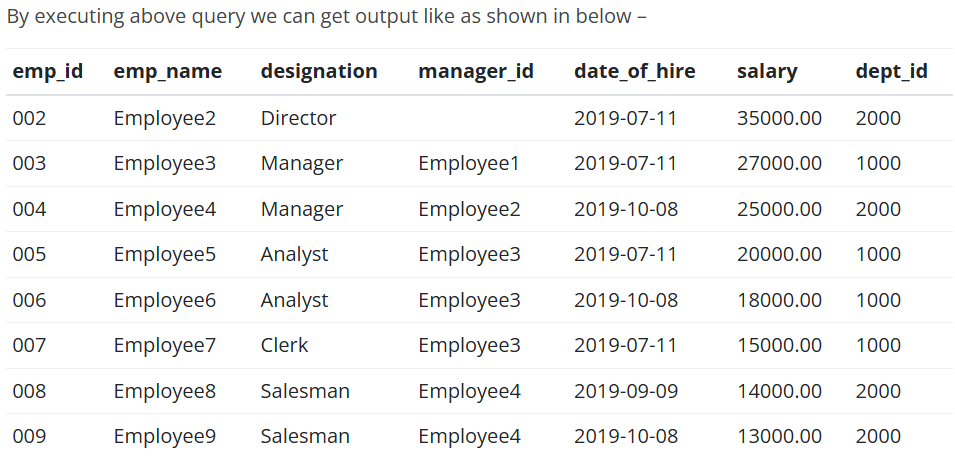 By executing above query we can get output like as shown in below –
emp_id emp_name designation manager_id date_of_hire salary dept_id
002 Employee2 Director 2019-07-11 35000.00 2000
003 Employee3 Manager Employee1 2019-07-11 27000.00 1000
004 Employee4 Manager Employee2 2019-10-08 25000.00 2000
005 Employee5 Analyst Employee3 2019-07-11 20000.00 1000
006 Employee6 Analyst Employee3 2019-10-08 18000.00 1000
007 Employee7 Clerk Employee3 2019-07-11 15000.00 1000
008 Employee8 Salesman Employee4 2019-09-09 14000.00 2000
009 Employee9 Salesman Employee4 2019-10-08 13000.00 2000